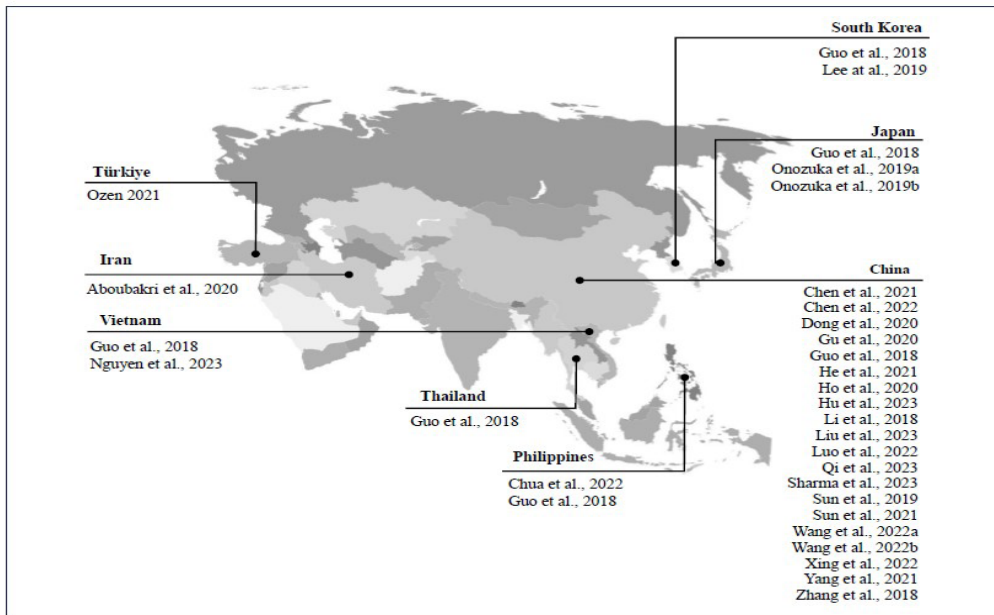 South Korea
Guo et al., 2018
Lee at al., 2019
Japan
Guo et al., 2018
Onozuka et al., 2019a
Onozuka et al., 2019b
Türkiye
Ozen 2021
Iran
Aboubakri et al., 2020
Vietnam
Guo et al., 2018
Nguyen et al., 2023
Thailand
Guo et al., 2018
Philippines
Chua et al., 2022
Guo et al., 2018
China
Chen et al., 2021
Chen et al., 2022
Dong et al., 2020
Gu et al., 2020
Guo et al., 2018
He et al., 2021
Ho et al., 2020
Hu et al., 2023
Li et al., 2018
Liu et al., 2023
Luo et al., 2022
Qi et al., 2023
Sharma et al., 2023
Sun et al., 2019
Sun et al., 2021
Wang et al., 2022a
Wang et al., 2022b
Xing et al., 2022
Yang et al., 2021
Zhang et al., 2018